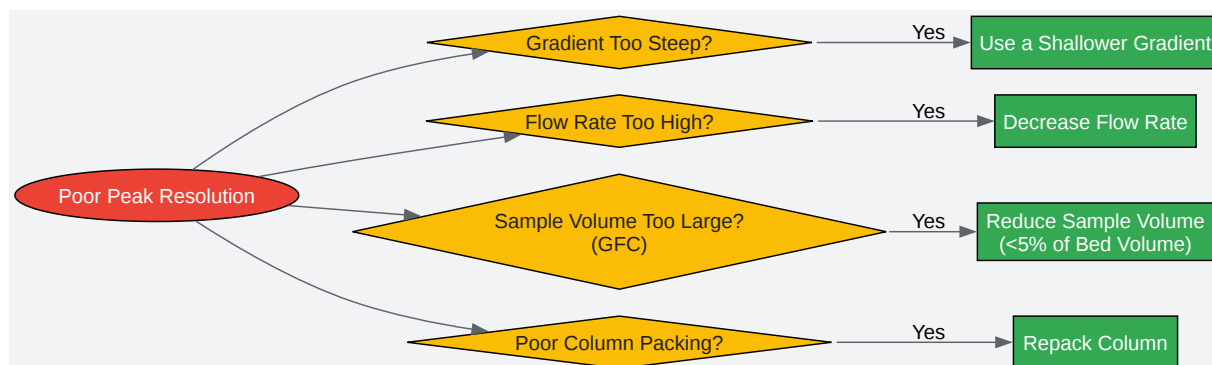 Gradient Too Steep?
Yes
Use a Shallower Gradient
Flow Rate Too High?
Yes
Decrease Flow Rate
Poor Peak Resolution
Sample Volume Too Large?
(GFC)
Yes
Reduce Sample Volume
(<5% of Bed Volume)
Poor Column Packing?
Yes
Repack Column